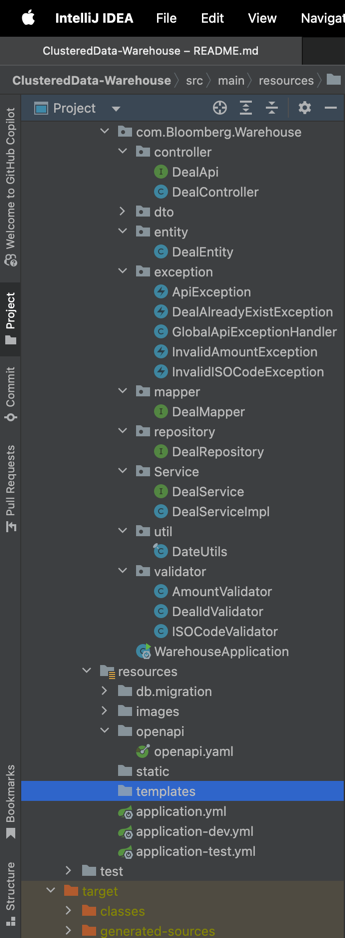 IntelliJ IDEA File Edit View Navigat
ClusteredData-Warehouse – README.md
ClusteredData-Warehouse src main resources
Project
com.Bloomberg.Warehouse
controller
DealApi
DealController
dto
entity
DealEntity
exception
ApiException
DealAlreadyExistException
GlobalApiExceptionHandler
InvalidAmountException
InvalidISOCodeException
mapper
DealMapper
repository
DealRepository
Service
DealService
DealServiceImpl
util
DateUtils
validator
AmountValidator
DealIdValidator
ISOCodeValidator
WarehouseApplication
resources
db.migration
images
openapi
openapi.yaml
static
templates
application.yml
application-dev.yml
application-test.yml
test
target
classes
generated-sources
Welcome to GitHub Copilot
Project
Commit
Pull Requests
Bookmarks
Structure